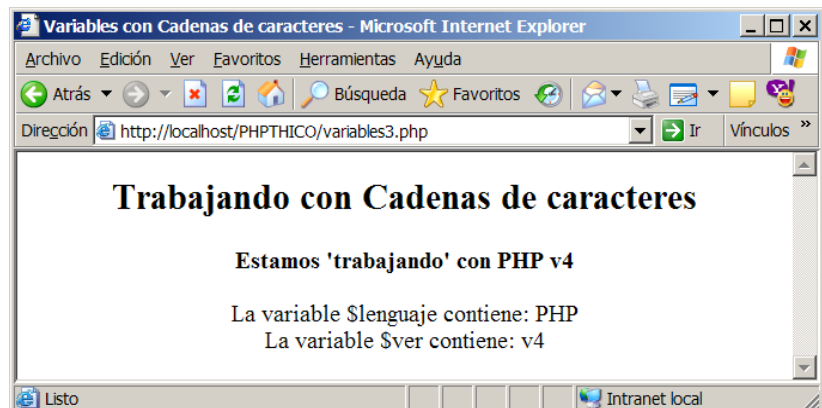 Variables con Cadenas de caracteres - Microsoft Internet Explorer
Archivo Edición Ver Favoritos Herramientas Ayuda
Atrás Búsqueda Favoritos
Dirección http://localhost/PHPTHICO/variables3.php Ir Vínculos »
Trabajando con Cadenas de caracteres
Estamos 'trabajando' con PHP v4
La variable $lenguaje contiene: PHP
La variable $ver contiene: v4
Listo Intranet local